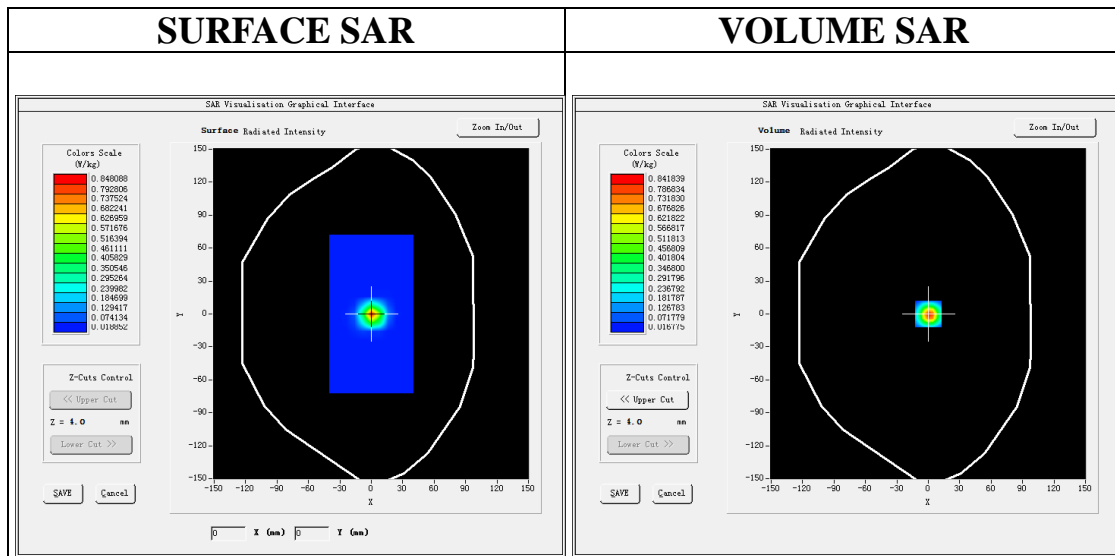 SURFACE SAR
VOLUME SAR
SAR Visualisation Graphical Interface
Surface Radiated Intensity
Zoom In/Out
Colors Scale
(W/kg)
0.848088
0.792806
0.737524
0.682241
0.626959
0.571676
0.516394
0.461111
0.405829
0.350546
0.295264
0.239982
0.184699
0.129417
0.074134
0.018852
Z-Cuts Control
<< Upper Cut
Z = 4.0 mm
Lower Cut >>
SAVE Cancel
150
120
90
60
30
0
-30
-60
-90
-120
-150
Y
-150 -120 -90 -60 -30 0 30 60 90 120 150
X
0 X (mm) 0 Y (mm)
SAR Visualisation Graphical Interface
Volume Radiated Intensity
Zoom In/Out
Colors Scale
(W/kg)
0.841839
0.786834
0.731830
0.676826
0.621822
0.566817
0.511813
0.456809
0.401804
0.346800
0.291796
0.236792
0.181787
0.126783
0.071779
0.016775
Z-Cuts Control
<< Upper Cut
Z = 4.0 mm
Lower Cut >>
SAVE Cancel
150
120
90
60
30
0
-30
-60
-90
-120
-150
Y
-150 -120 -90 -60 -30 0 30 60 90 120 150
X